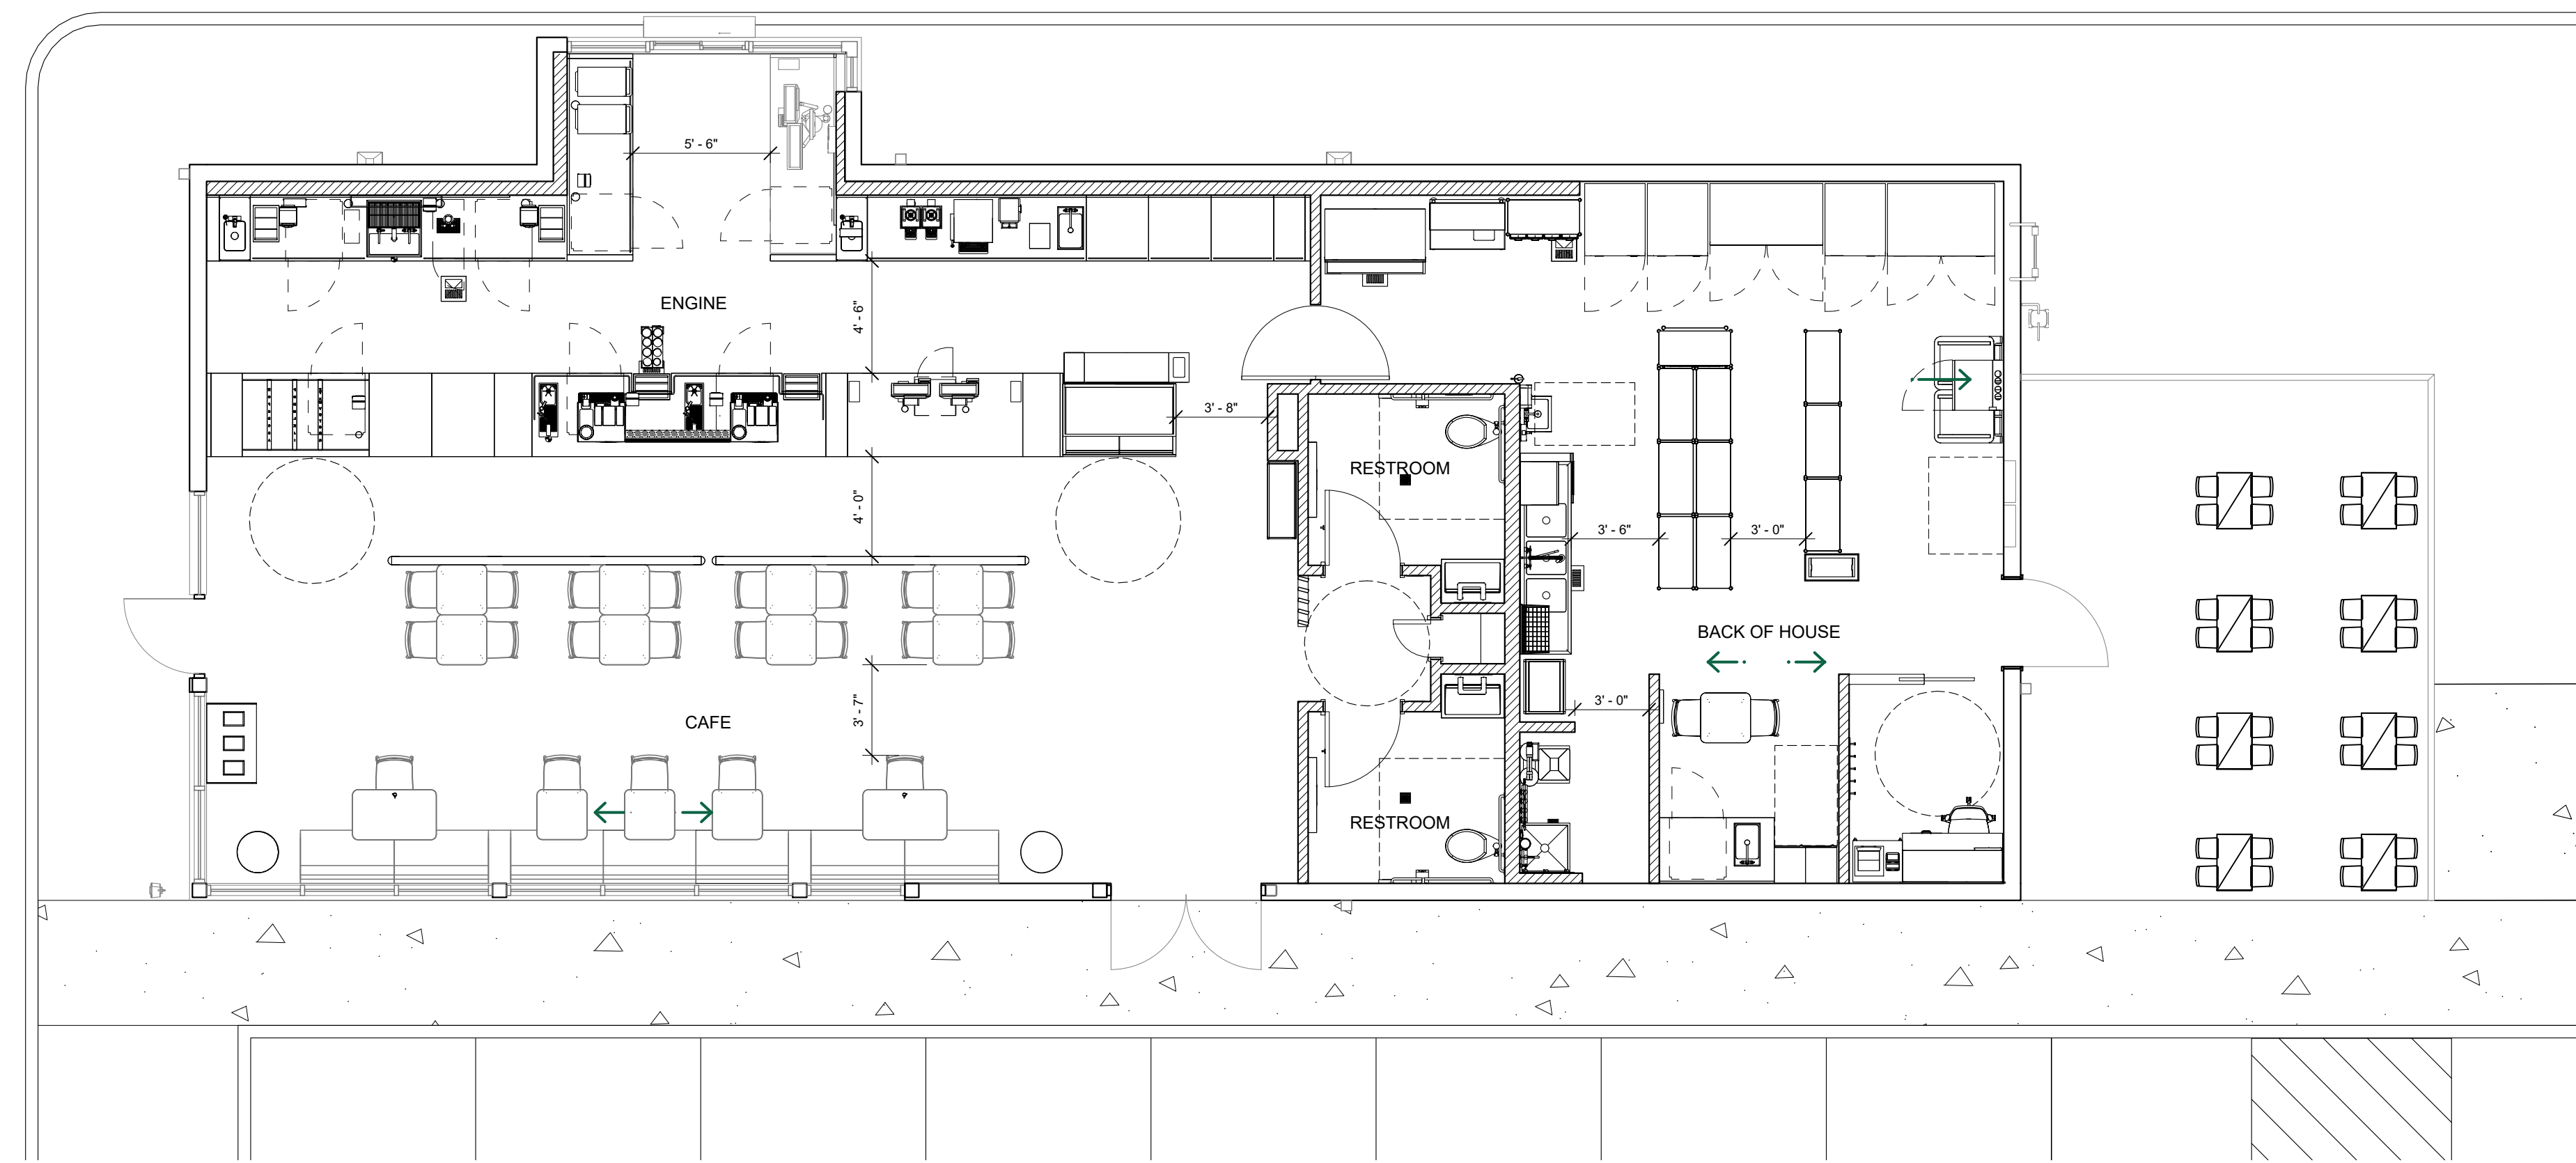 5' - 6"
ENGINE
4' - 6"
3' - 8"
RESTROOM
4' - 0"
3' - 6"
3' - 0"
BACK OF HOUSE
3' - 0"
CAFE
3' - 7"
RESTROOM